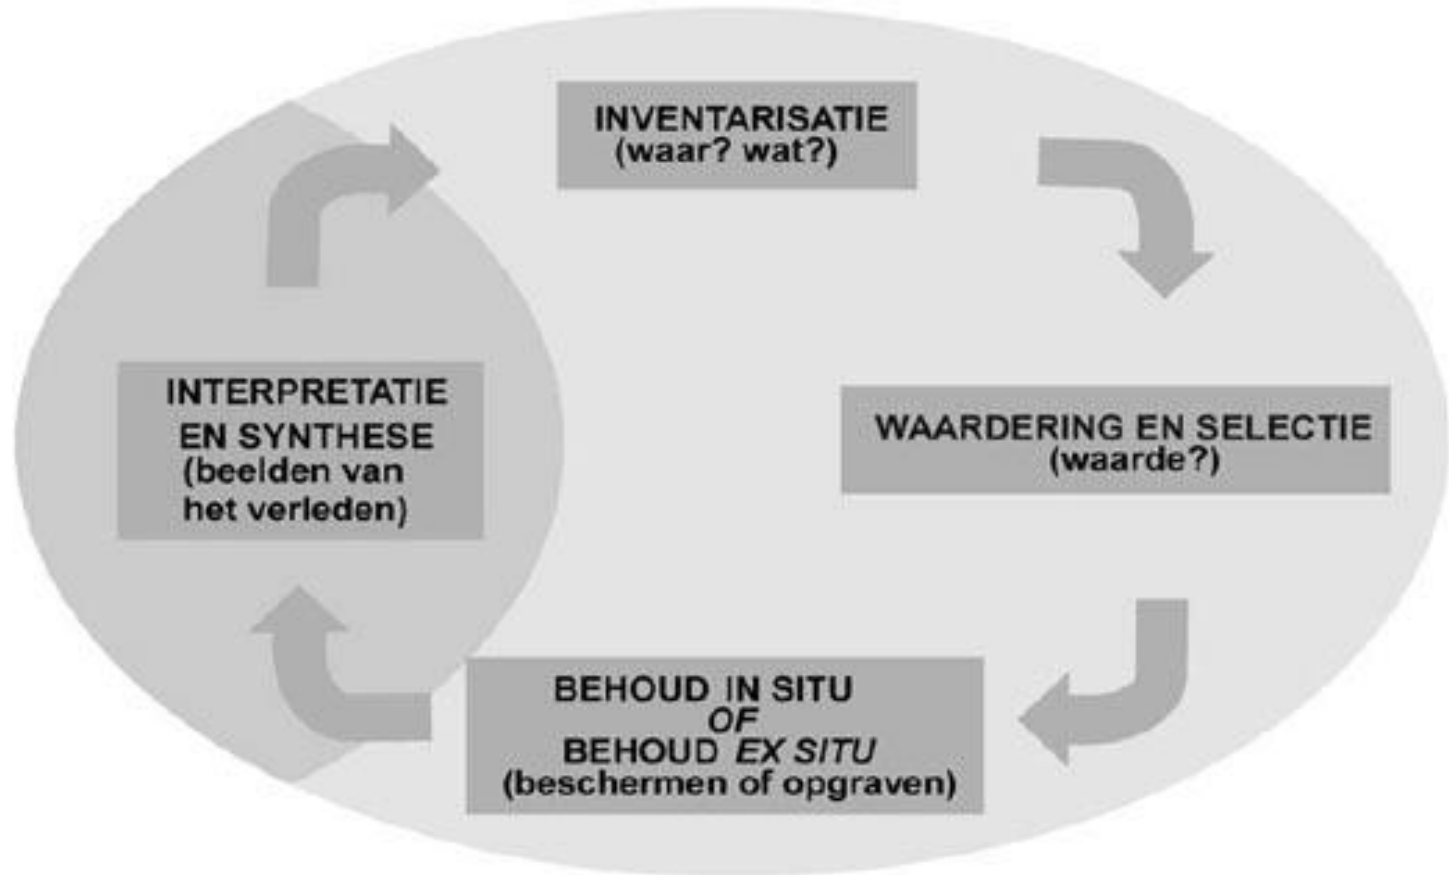 INVENTARISATIE
(waar? wat?)
WAARDERING EN SELECTIE
(waarde?)
BEHOUD IN SITU
OF
BEHOUD EX SITU
(beschermen of opgraven)
INTERPRETATIE
EN SYNTHESE
(beelden van
het verleden)